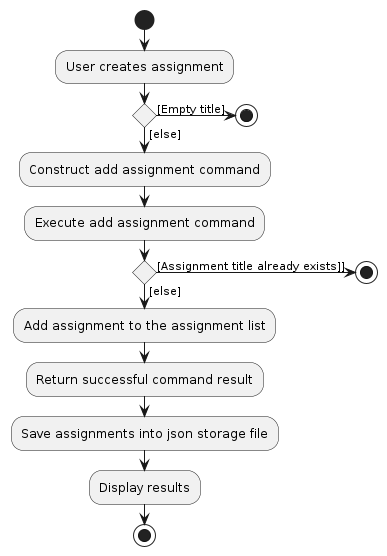 User creates assignment
[Empty title]
[else]
Construct add assignment command
Execute add assignment command
[Assignment title already exists]]
[else]
Add assignment to the assignment list
Return successful command result
Save assignments into json storage file
Display results